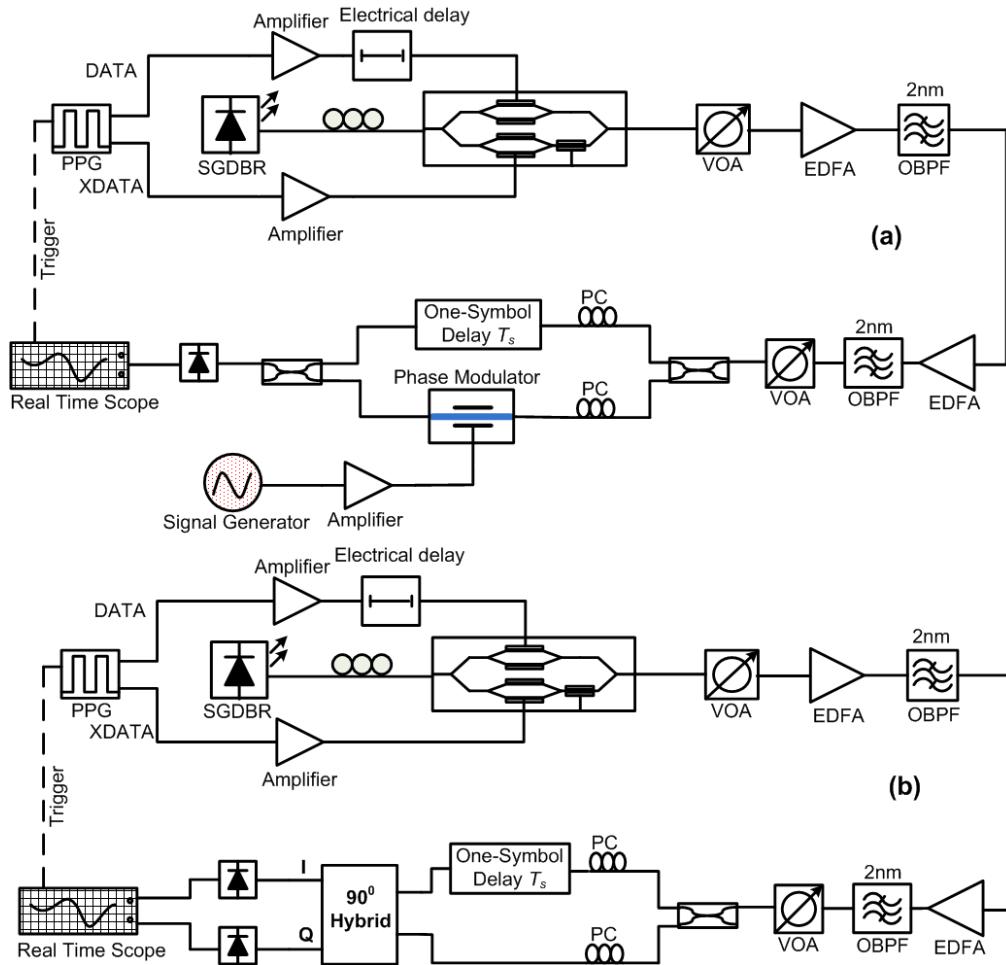 Amplifier
Electrical delay
DATA
2nm
PPG
XDATA
SGDBR
VOA
EDFA
OBPF
Amplifier
(a)
Trigger
PC
One-Symbol
Delay Ts
2nm
Phase Modulator
PC
Real Time Scope
VOA
OBPF
EDFA
Signal Generator
Amplifier
Amplifier
Electrical delay
DATA
2nm
PPG
XDATA
SGDBR
VOA
EDFA
OBPF
Amplifier
(b)
Trigger
PC
One-Symbol
Delay Ts
2nm
I
90⁰
Hybrid
Q
PC
Real Time Scope
VOA
OBPF
EDFA